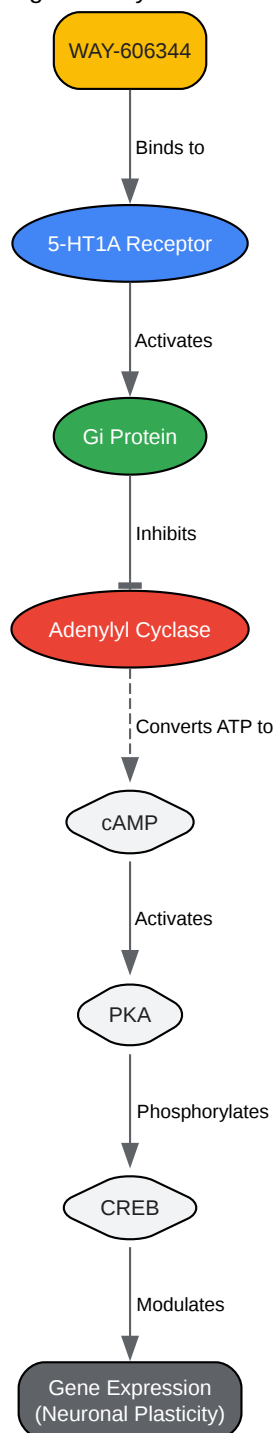 WAY-606344
Binds to
5-HT1A Receptor
Activates
Gi Protein
Inhibits
Adenylyl Cyclase
Converts ATP to
cAMP
Activates
PKA
Phosphorylates
CREB
Modulates
Gene Expression
(Neuronal Plasticity)